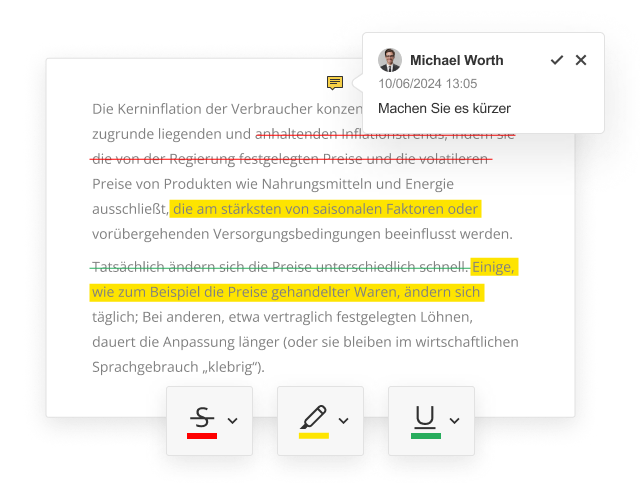 Michael Worth
10/06/2024 13:05
Machen Sie es kürzer
Die Kerninflation der Verbraucher
zugrunde liegenden und anhaltenden Inflationstrends, indem sie
die von der Regierung festgelegten Preise und die volatileren
Preise von Produkten wie Nahrungsmitteln und Energie
ausschließt, die am stärksten von saisonalen Faktoren oder
vorübergehenden Versorgungsbedingungen beeinflusst werden.
Tatsächlich ändern sich die Preise unterschiedlich schnell. Einige,
wie zum Beispiel die Preise gehandelter Waren, ändern sich
täglich; Bei anderen, etwa vertraglich festgelegten Löhnen,
dauert die Anpassung länger (oder sie bleiben im wirtschaftlichen
Sprachgebrauch „klebrig“).
S
U